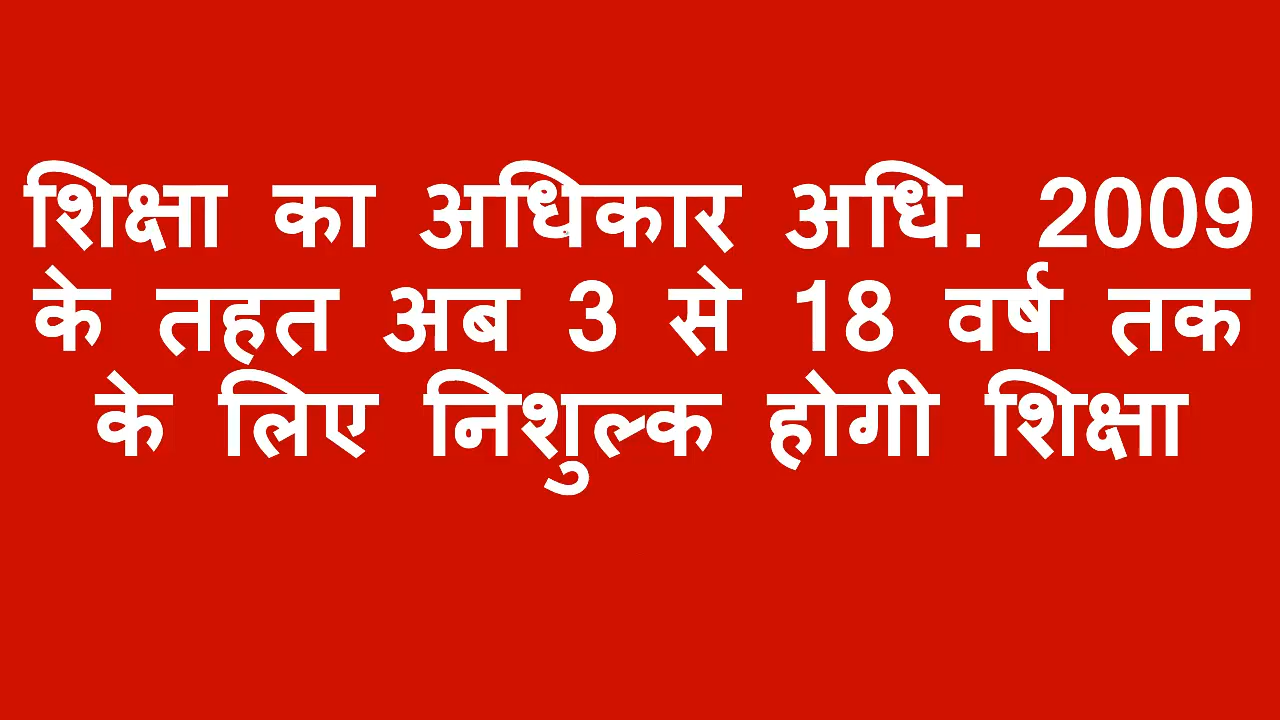 शिक्षा का अधिकार अधि. 2009
के तहत अब 3 से 18 वर्ष तक
के लिए निशुल्क होगी शिक्षा